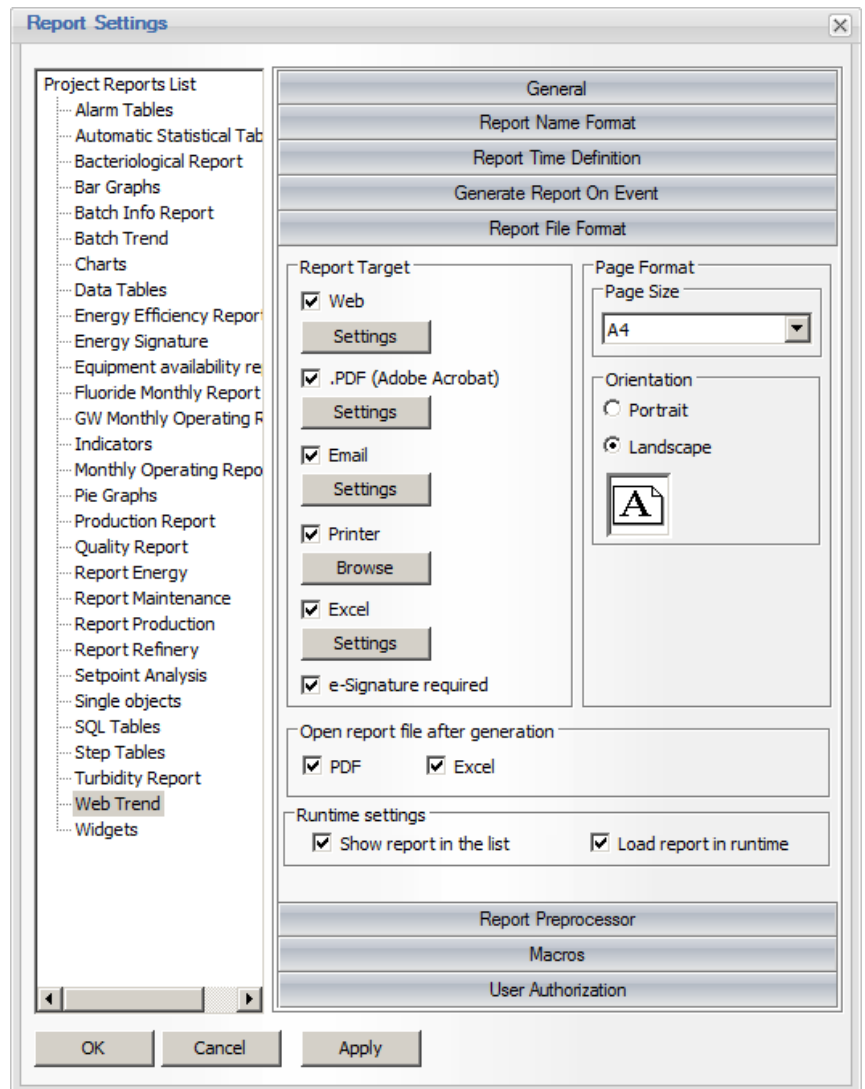 Report Settings
Project Reports List
Alarm Tables
Automatic Statistical Tab
Bacteriological Report
Bar Graphs
Batch Info Report
Batch Trend
Charts
Data Tables
Energy Efficiency Report
Energy Signature
Equipment availability re
Fluoride Monthly Report
GW Monthly Operating R
Indicators
Monthly Operating Repo
Pie Graphs
Production Report
Quality Report
Report Energy
Report Maintenance
Report Production
Report Refinery
Setpoint Analysis
Single objects
SQL Tables
Step Tables
Turbidity Report
Web Trend
Widgets
General
Report Name Format
Report Time Definition
Generate Report On Event
Report File Format
Report Target
Web
Settings
.PDF (Adobe Acrobat)
Settings
Email
Settings
Printer
Browse
Excel
Settings
e-Signature required
Page Format
Page Size
A4
Orientation
Portrait
Landscape
A
Open report file after generation
PDF Excel
Runtime settings
Show report in the list Load report in runtime
Report Preprocessor
Macros
User Authorization
OK Cancel Apply